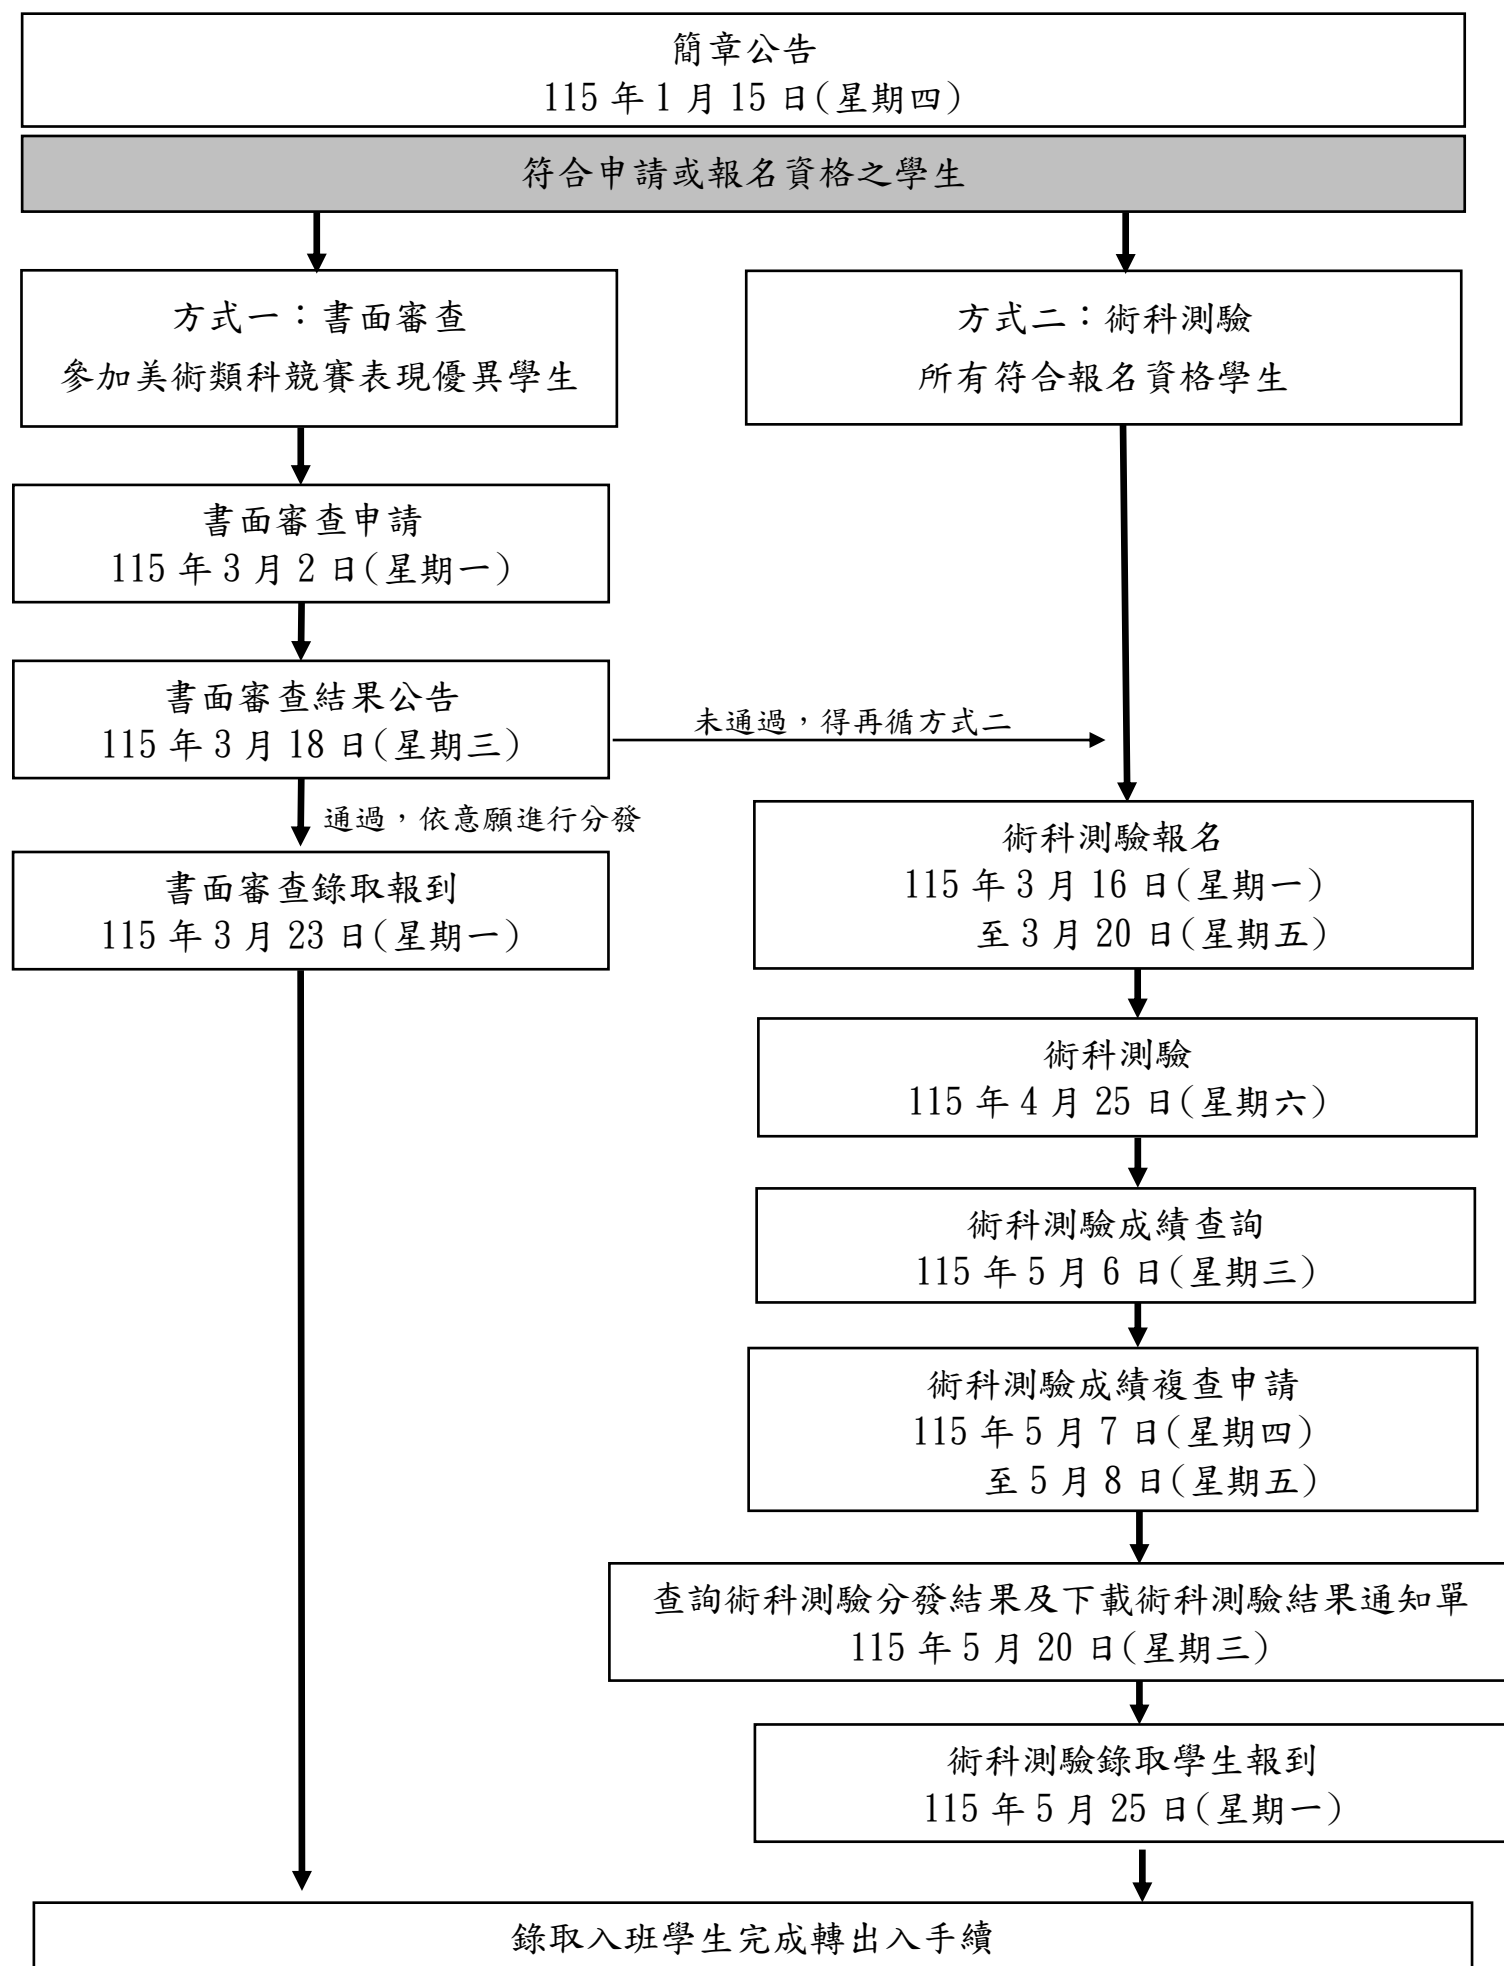 簡章公告
115 年 1 月 15 日(星期四)
符合申請或報名資格之學生
方式一：書面審查
參加美術類科競賽表現優異學生
書面審查申請
115 年 3 月 2 日(星期一)
書面審查結果公告
115 年 3 月 18 日(星期三)
未通過，得再循方式二
通過，依意願進行分發
書面審查錄取報到
115 年 3 月 23 日(星期一)
方式二：術科測驗
所有符合報名資格學生
術科測驗報名
115 年 3 月 16 日(星期一)
至 3 月 20 日(星期五)
術科測驗
115 年 4 月 25 日(星期六)
術科測驗成績查詢
115 年 5 月 6 日(星期三)
術科測驗成績複查申請
115 年 5 月 7 日(星期四)
至 5 月 8 日(星期五)
查詢術科測驗分發結果及下載術科測驗結果通知單
115 年 5 月 20 日(星期三)
術科測驗錄取學生報到
115 年 5 月 25 日(星期一)
錄取入班學生完成轉出入手續